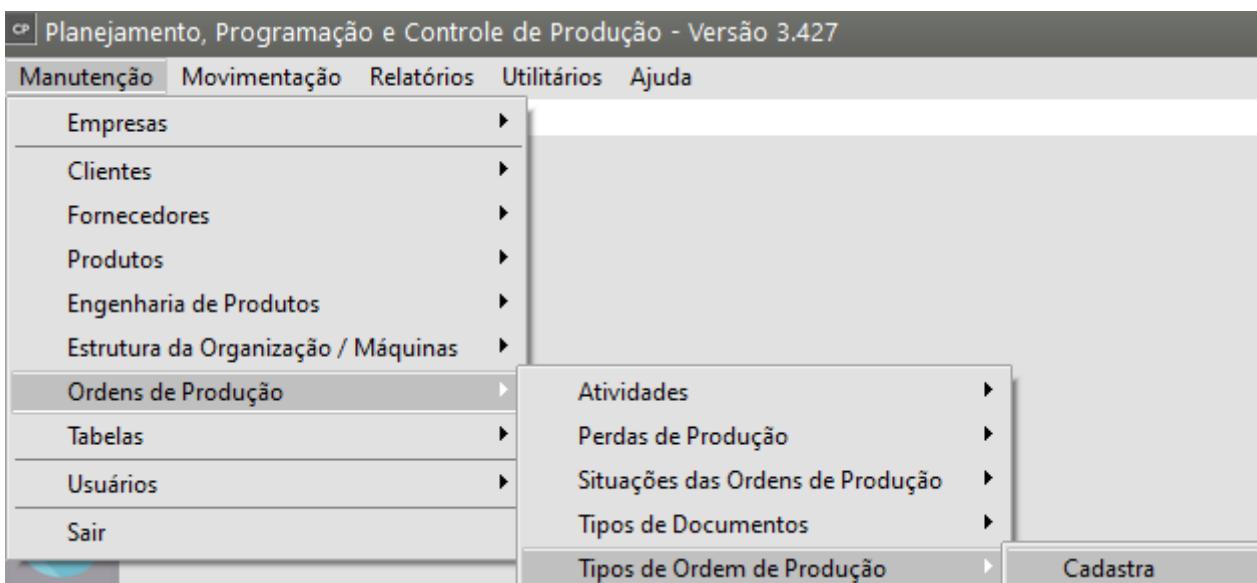 CP Planejamento, Programação e Controle de Produção - Versão 3.427
Manutenção Movimentação Relatórios Utilitários Ajuda
Empresas
Clientes
Fornecedores
Produtos
Engenharia de Produtos
Estrutura da Organização / Máquinas
Ordens de Produção
Tabelas
Usuários
Sair
Atividades
Perdas de Produção
Situações das Ordens de Produção
Tipos de Documentos
Tipos de Ordem de Produção
Cadastra